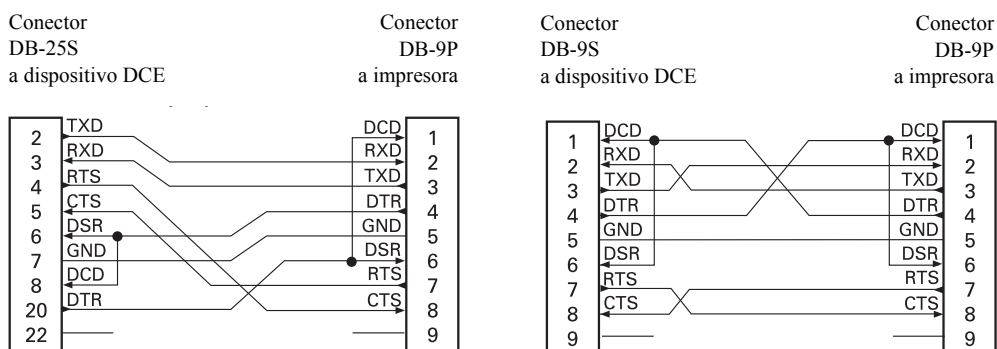 Conector
DB-25S
a dispositivo DCE
Conector
DB-9P
a impresora
2 TXD
3 RXD
4 RTS
5 CTS
6 DSR
7 GND
8 DCD
20 DTR
22
DCD 1
RXD 2
TXD 3
DTR 4
GND 5
DSR 6
RTS 7
CTS 8
9
Conector
DB-9S
a dispositivo DCE
Conector
DB-9P
a impresora
1 DCD
2 RXD
3 TXD
4 DTR
5 GND
6 DSR
7 RTS
8 CTS
9
DCD 1
RXD 2
TXD 3
DTR 4
GND 5
DSR 6
RTS 7
CTS 8
9